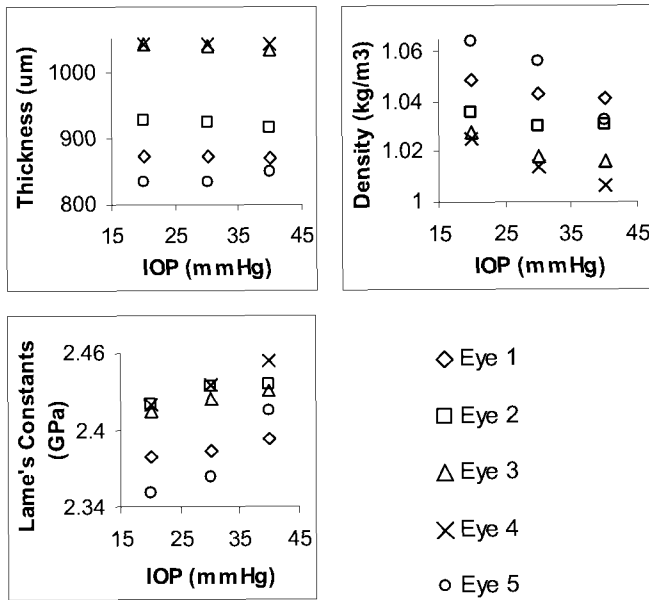 Thickness (um)
1000
900
800
15 25 35 45
IOP (mmHg)
Density (kg/m3)
1.06
1.04
1.02
1
15 25 35 45
IOP (mmHg)
Lame's Constants
(GPa)
2.46
2.4
2.34
15 25 35 45
IOP (mmHg)
Eye 1
Eye 2
Eye 3
Eye 4
Eye 5